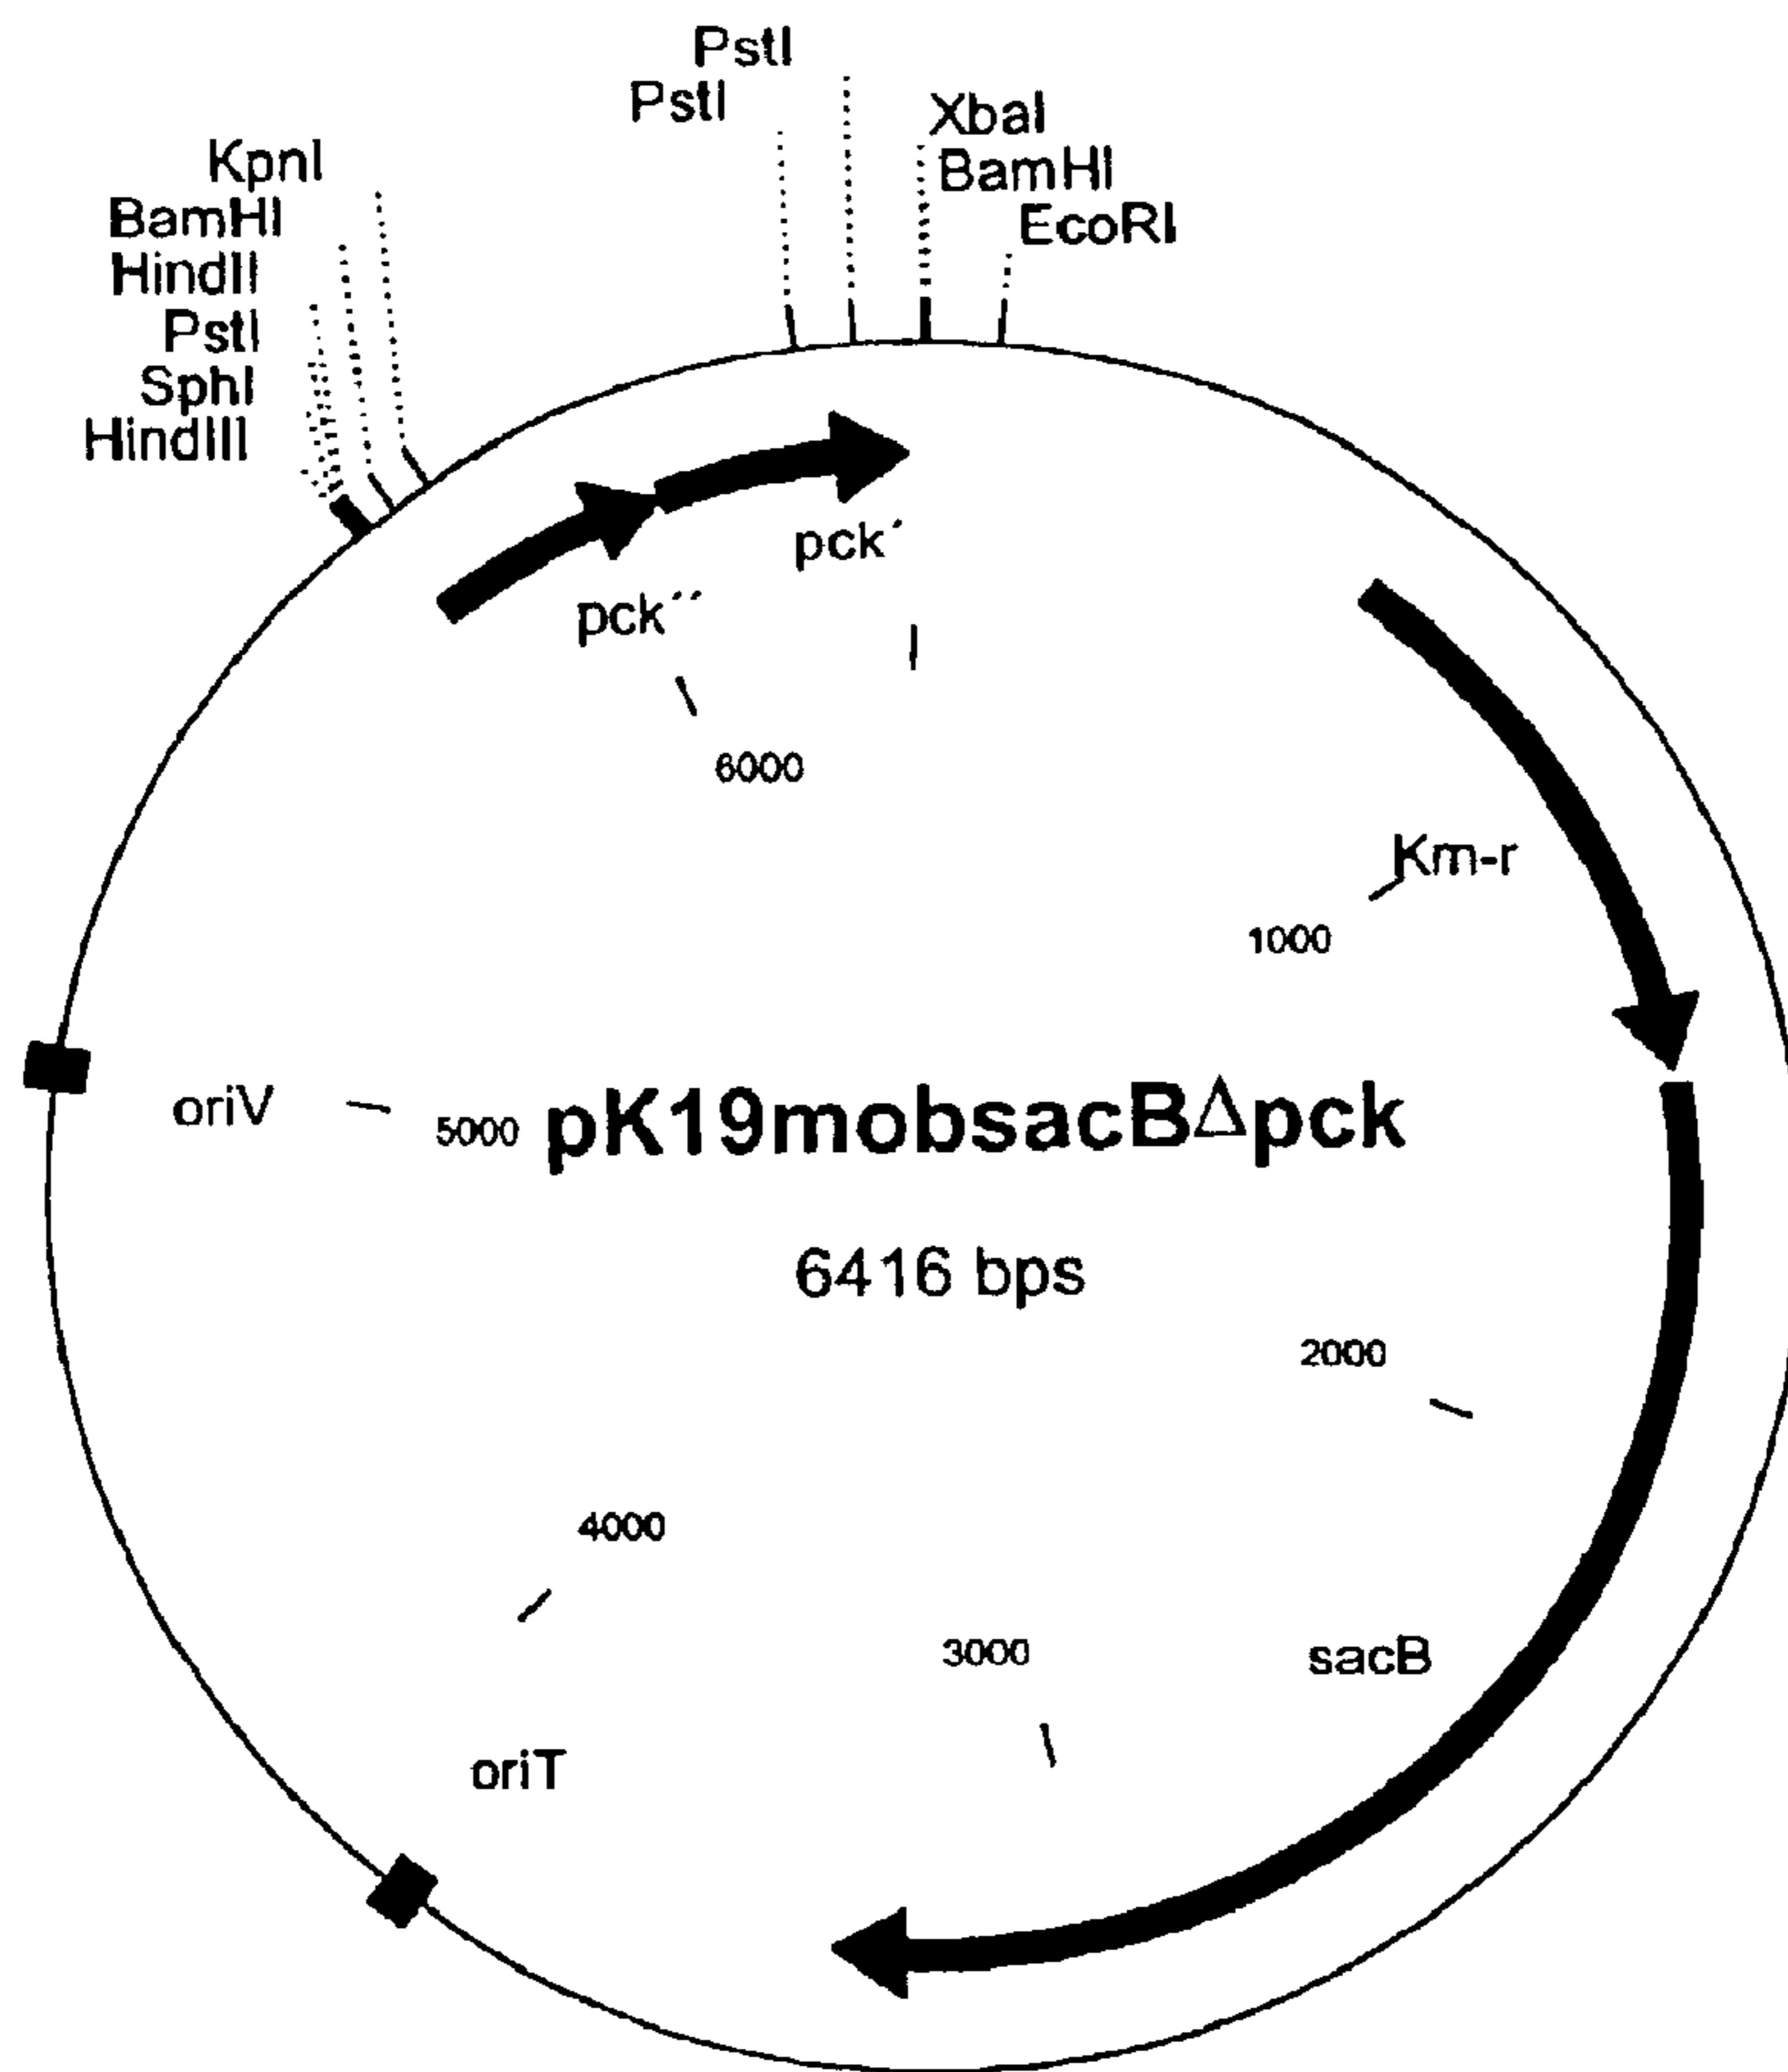 PstI
PstI
XbaI
BamHI
EcoRI
KpnI
BamHI
HindII
PstI
SphI
HindIII
pck´
pck´´
6000
Km-r
1000
oriV
5000
pK19mobsacBΔpck
6416 bps
2000
4000
3000
sacB
oriT